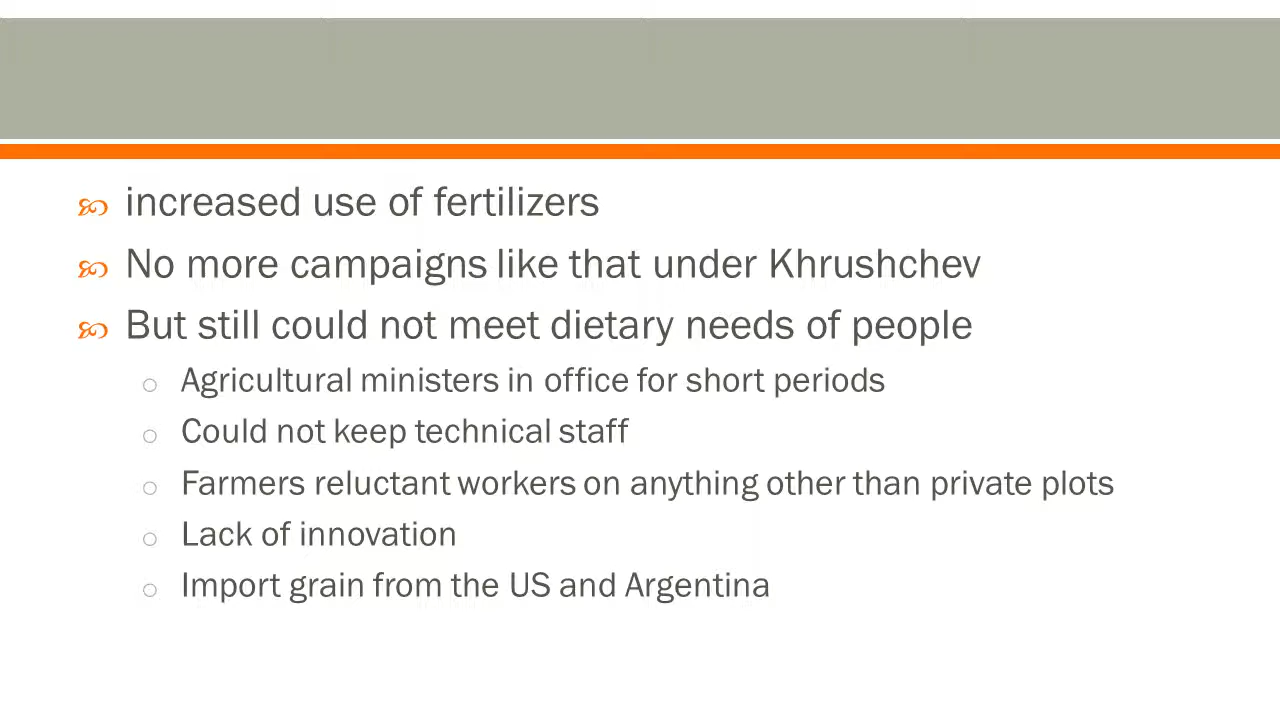 increased use of fertilizers
No more campaigns like that under Khrushchev
But still could not meet dietary needs of people
Agricultural ministers in office for short periods
Could not keep technical staff
Farmers reluctant workers on anything other than private plots
Lack of innovation
Import grain from the US and Argentina